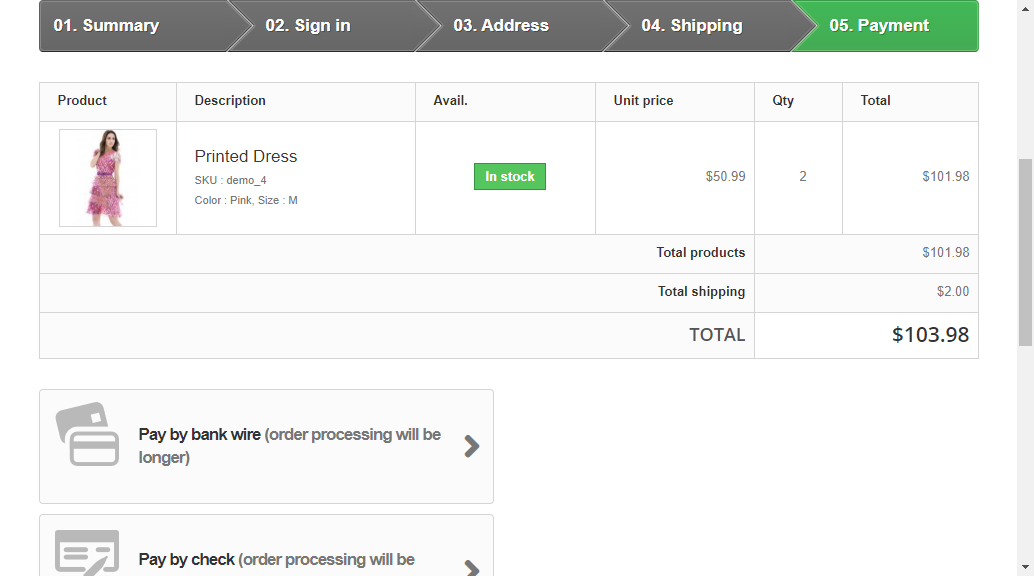 01. Summary 02. Sign in 03. Address 04. Shipping 05. Payment
Product Description Avail. Unit price Qty Total
Printed Dress
SKU : demo_4
Color : Pink, Size : M
In stock
$50.99
2
$101.98
Total products $101.98
Total shipping $2.00
TOTAL $103.98
Pay by bank wire (order processing will be
longer)
Pay by check (order processing will be